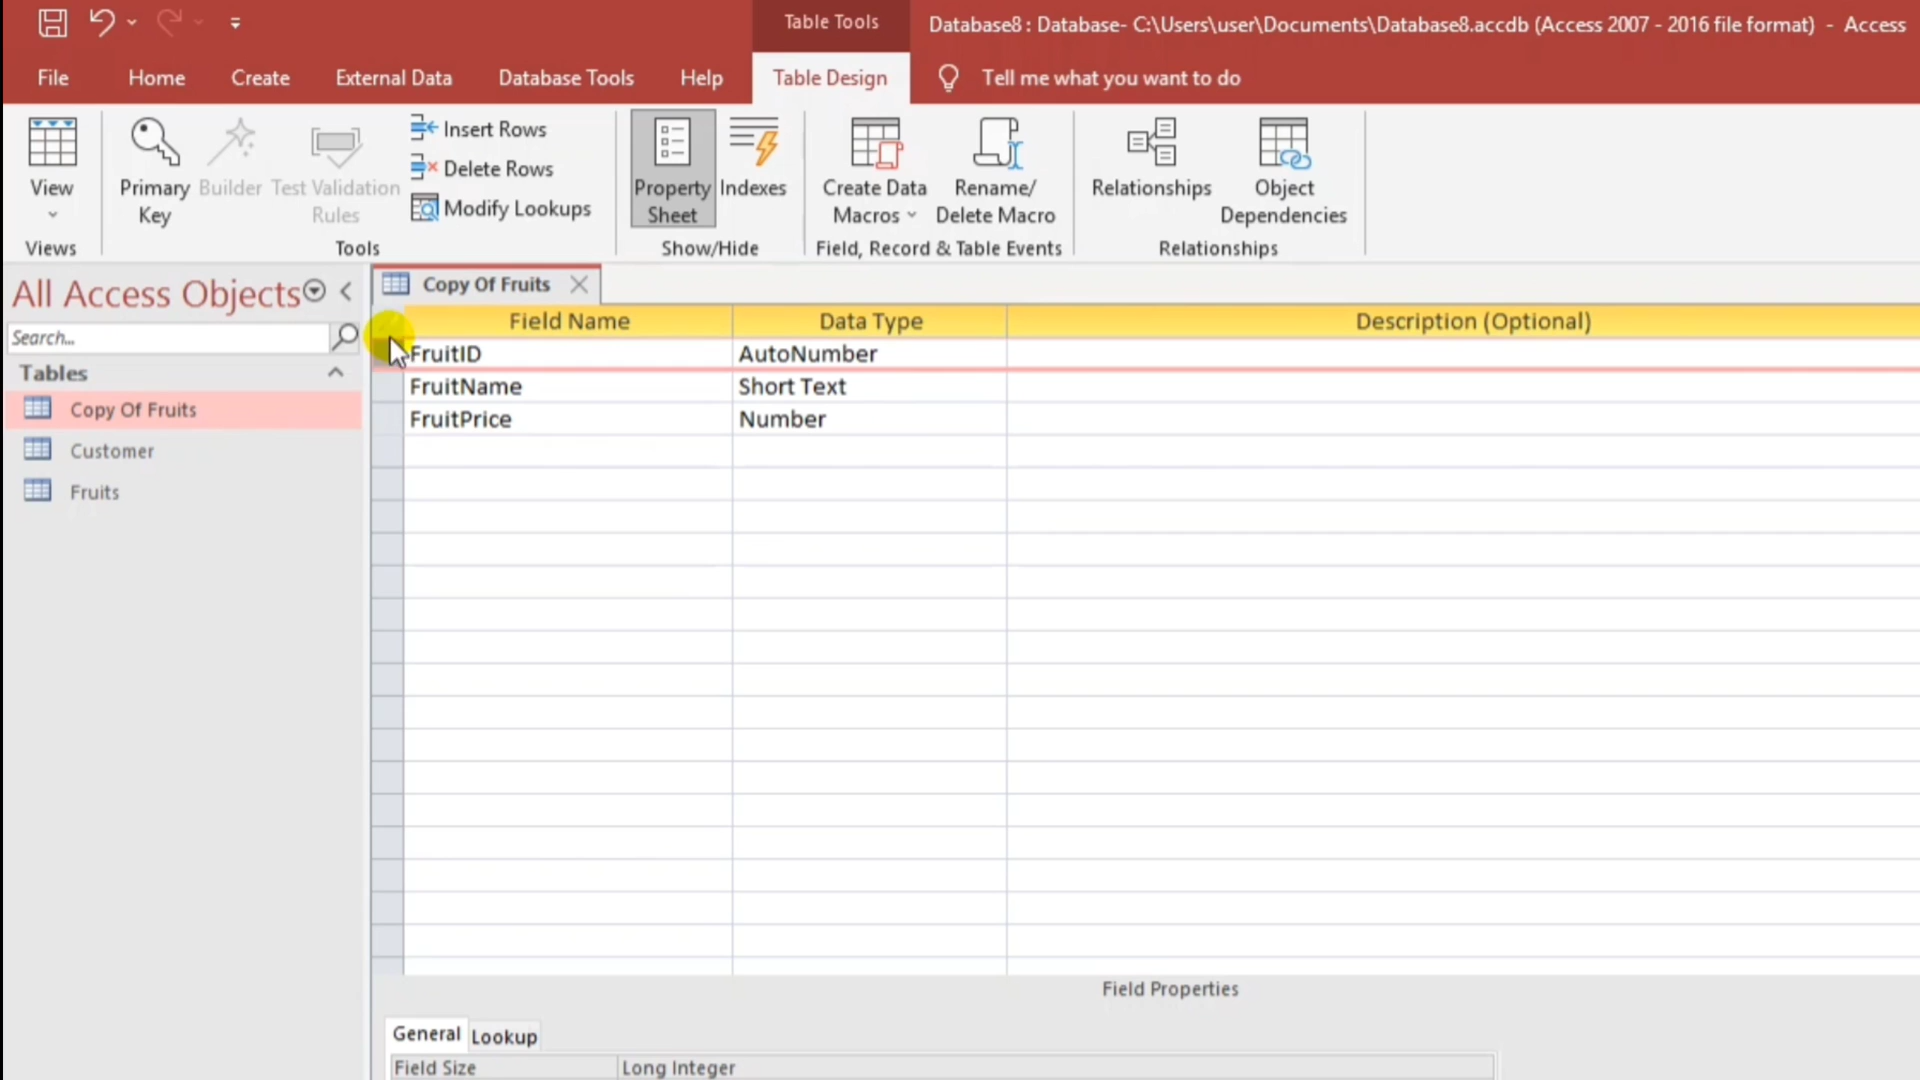 Table Tools
Database8 : Database- C:\Users\user\Documents\Database8.accdb (Access 2007 - 2016 file format) - Access
File Home Create External Data Database Tools Help Table Design Tell me what you want to do
View
Views
Primary Key
Builder
Test Validation Rules
Insert Rows
Delete Rows
Modify Lookups
Tools
Property Sheet
Indexes
Show/Hide
Create Data Macros
Rename/ Delete Macro
Field, Record & Table Events
Relationships
Object Dependencies
Relationships
All Access Objects
Search...
Tables
Copy Of Fruits
Customer
Fruits
Copy Of Fruits
Field Name Data Type Description (Optional)
FruitID AutoNumber
FruitName Short Text
FruitPrice Number
Field Properties
General Lookup
Field Size Long Integer